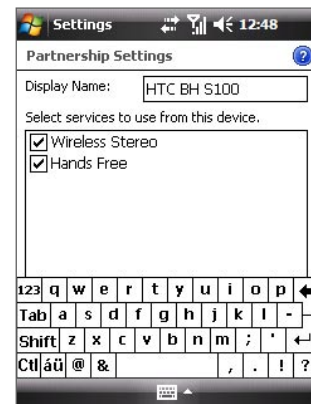 Settings 12:48
Partnership Settings ?
Display Name: HTC BH S100
Select services to use from this device.
Wireless Stereo
Hands Free
123 q w e r t y u i o p
Tab a s d f g h j k l -
Shift z x c v b n m ; '
Ctl áü @ & , . ! ?